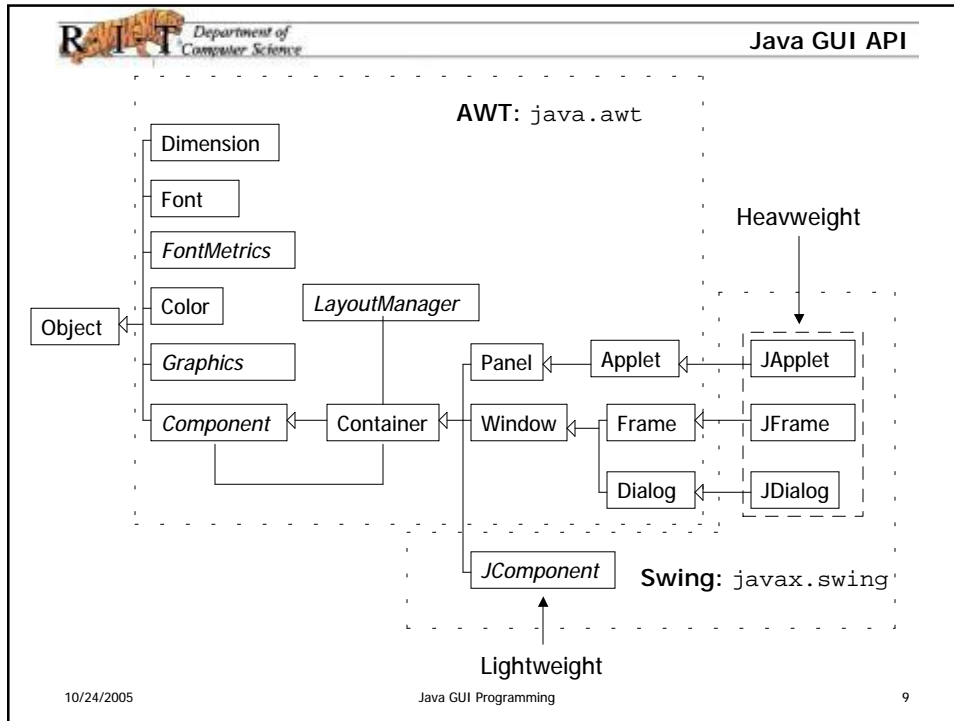 R·I·T Department of
Computer Science
Java GUI API
AWT: java.awt
Dimension
Font
Heavweight
FontMetrics
Color
LayoutManager
Object
Graphics
Panel
Applet
JApplet
Component
Container
Window
Frame
JFrame
Dialog
JDialog
JComponent
Swing: javax.swing
Lightweight
10/24/2005
Java GUI Programming
9